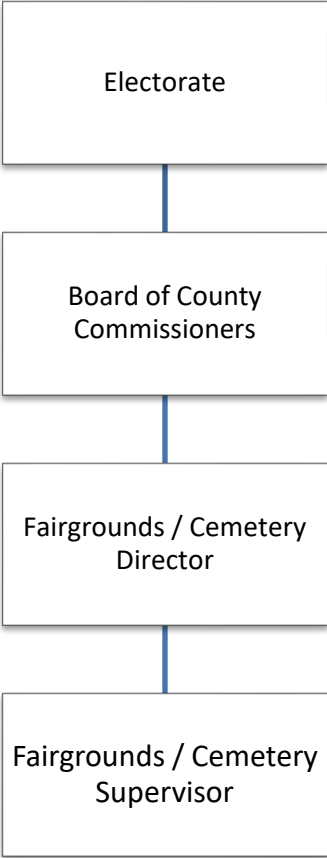 Electorate
Board of County
Commissioners
Fairgrounds / Cemetery
Director
Fairgrounds / Cemetery
Supervisor